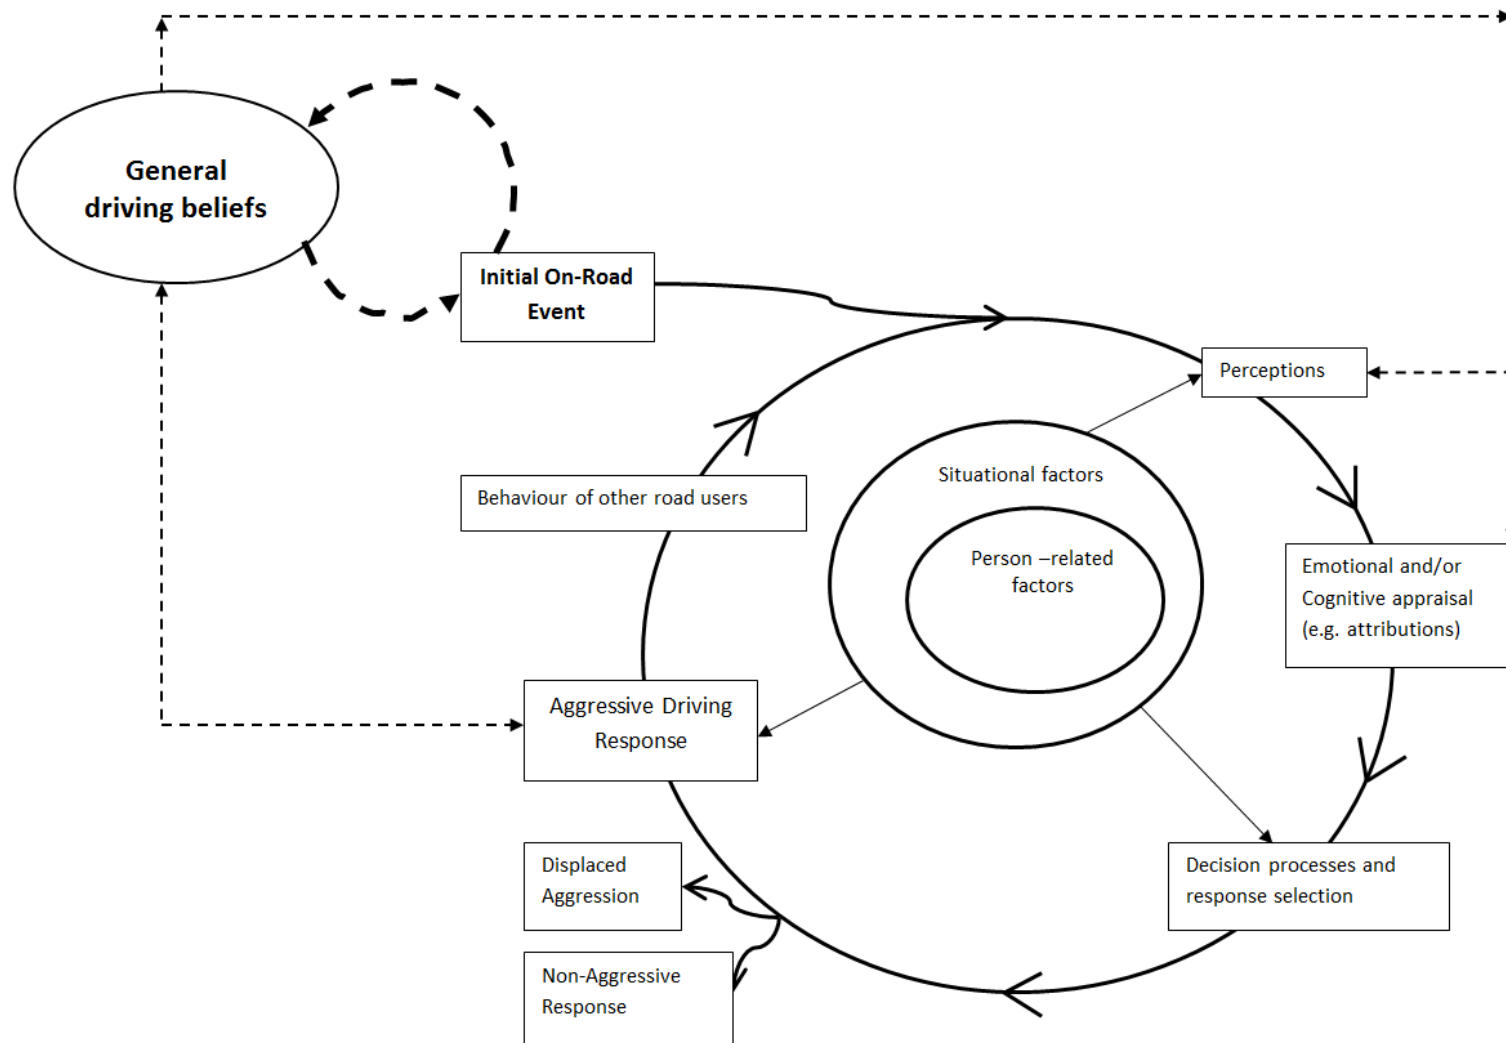 General
driving beliefs
Initial On-Road
Event
Perceptions
Situational factors
Behaviour of other road users
Person –related
factors
Emotional and/or
Cognitive appraisal
(e.g. attributions)
Aggressive Driving
Response
Displaced
Aggression
Decision processes and
response selection
Non-Aggressive
Response